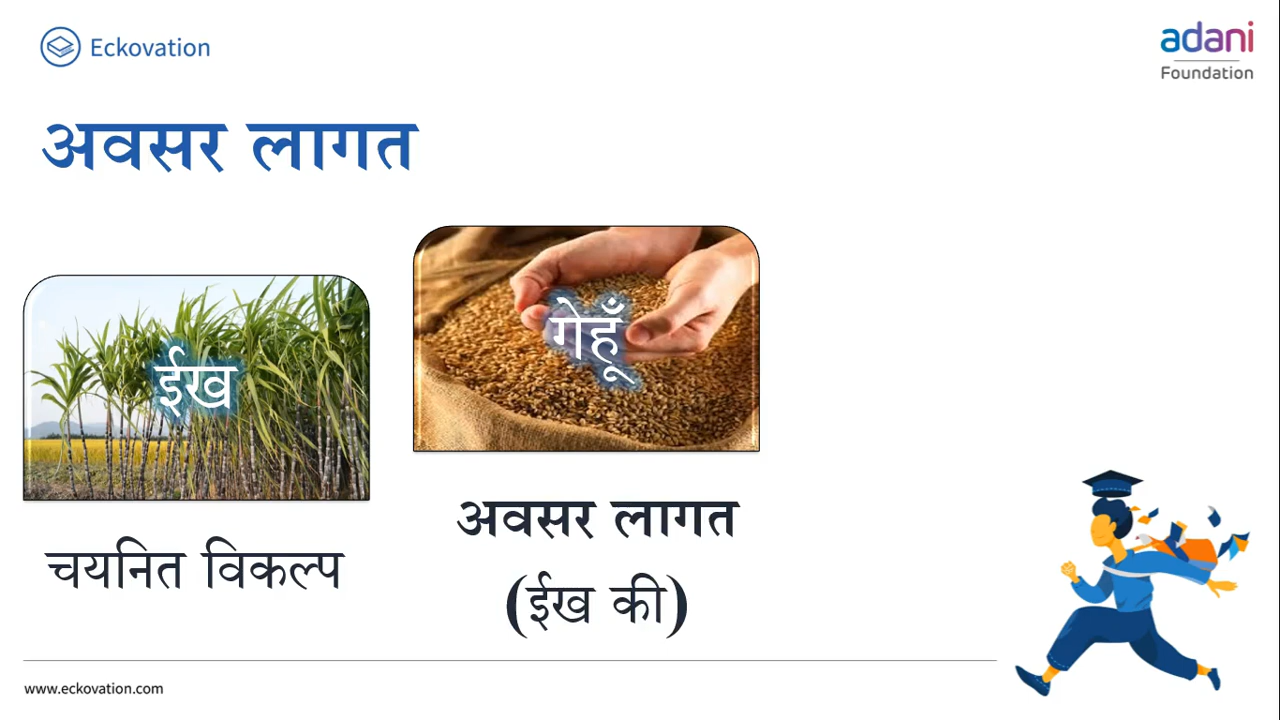 Eckovation
adani
Foundation
अवसर लागत
ईख
गेहूँ
चयनित विकल्प
अवसर लागत
(ईख की)
www.eckovation.com